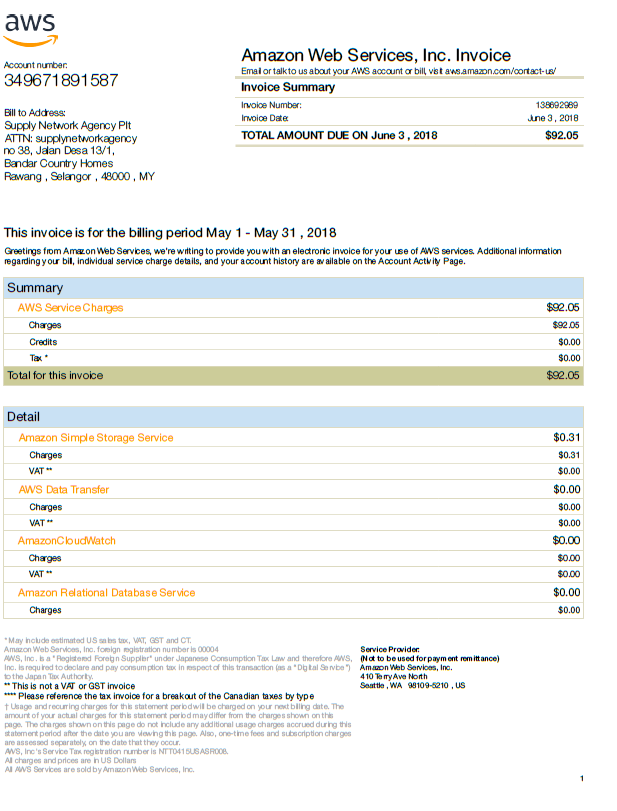 aws
Account number:
349671891587
Bill to Address:
Supply Network Agency Plt
ATTN: supplynetworkagency
no 38, Jalan Desa 13/1,
Bandar Country Homes
Rawang , Selangor , 48000 , MY
Amazon Web Services, Inc. Invoice
Email or talk to us about your AWS account or bill, visit aws.amazon.com/contact-us/
Invoice Summary
Invoice Number: 138692989
Invoice Date: June 3 , 2018
TOTAL AMOUNT DUE ON June 3 , 2018 $92.05
This invoice is for the billing period May 1 - May 31 , 2018
Greetings from Amazon Web Services, we're writing to provide you with an electronic invoice for your use of AWS services. Additional information
regarding your bill, individual service charge details, and your account history are available on the Account Activity Page.
Summary
AWS Service Charges $92.05
Charges $92.05
Credits $0.00
Tax * $0.00
Total for this invoice $92.05
Detail
Amazon Simple Storage Service $0.31
Charges $0.31
VAT ** $0.00
AWS Data Transfer $0.00
Charges $0.00
VAT ** $0.00
AmazonCloudWatch $0.00
Charges $0.00
VAT ** $0.00
Amazon Relational Database Service $0.00
Charges $0.00
* May include estimated US sales tax, VAT, GST and CT.
Amazon Web Services, Inc. foreign registration number is 00004
AWS, Inc. is a "Registered Foreign Supplier" under Japanese Consumption Tax Law and therefore AWS,
Inc. is required to declare and pay consumption tax in respect of this transaction (as a "Digital Service")
to the Japan Tax Authority.
** This is not a VAT or GST invoice
**** Please reference the tax invoice for a breakout of the Canadian taxes by type
† Usage and recurring charges for this statement period will be charged on your next billing date. The
amount of your actual charges for this statement period may differ from the charges shown on this
page. The charges shown on this page do not include any additional usage charges accrued during this
statement period after the date you are viewing this page. Also, one-time fees and subscription charges
are assessed separately, on the date that they occur.
AWS, Inc's Service Tax registration number is NTT0415USASR008.
All charges and prices are in US Dollars
All AWS Services are sold by Amazon Web Services, Inc.
Service Provider:
(Not to be used for payment remittance)
Amazon Web Services, Inc.
410 Terry Ave North
Seattle , WA 98109-5210 , US
1